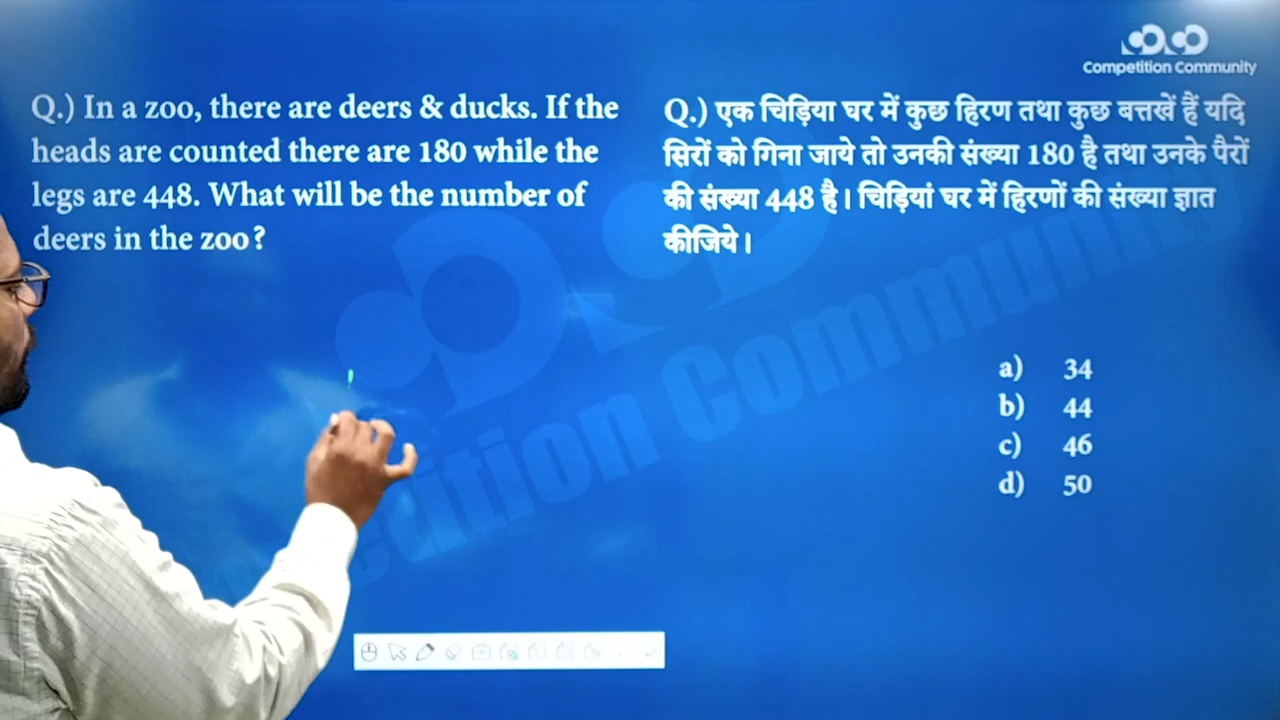 Competition Community
Q.) In a zoo, there are deers & ducks. If the
heads are counted there are 180 while the
legs are 448. What will be the number of
deers in the zoo?
Q.) एक चिड़िया घर में कुछ हिरण तथा कुछ बत्तखें हैं यदि
सिरों को गिना जाये तो उनकी संख्या 180 है तथा उनके पैरों
की संख्या 448 है। चिड़ियां घर में हिरणों की संख्या ज्ञात
कीजिये।
a) 34
b) 44
c) 46
d) 50
etition Community